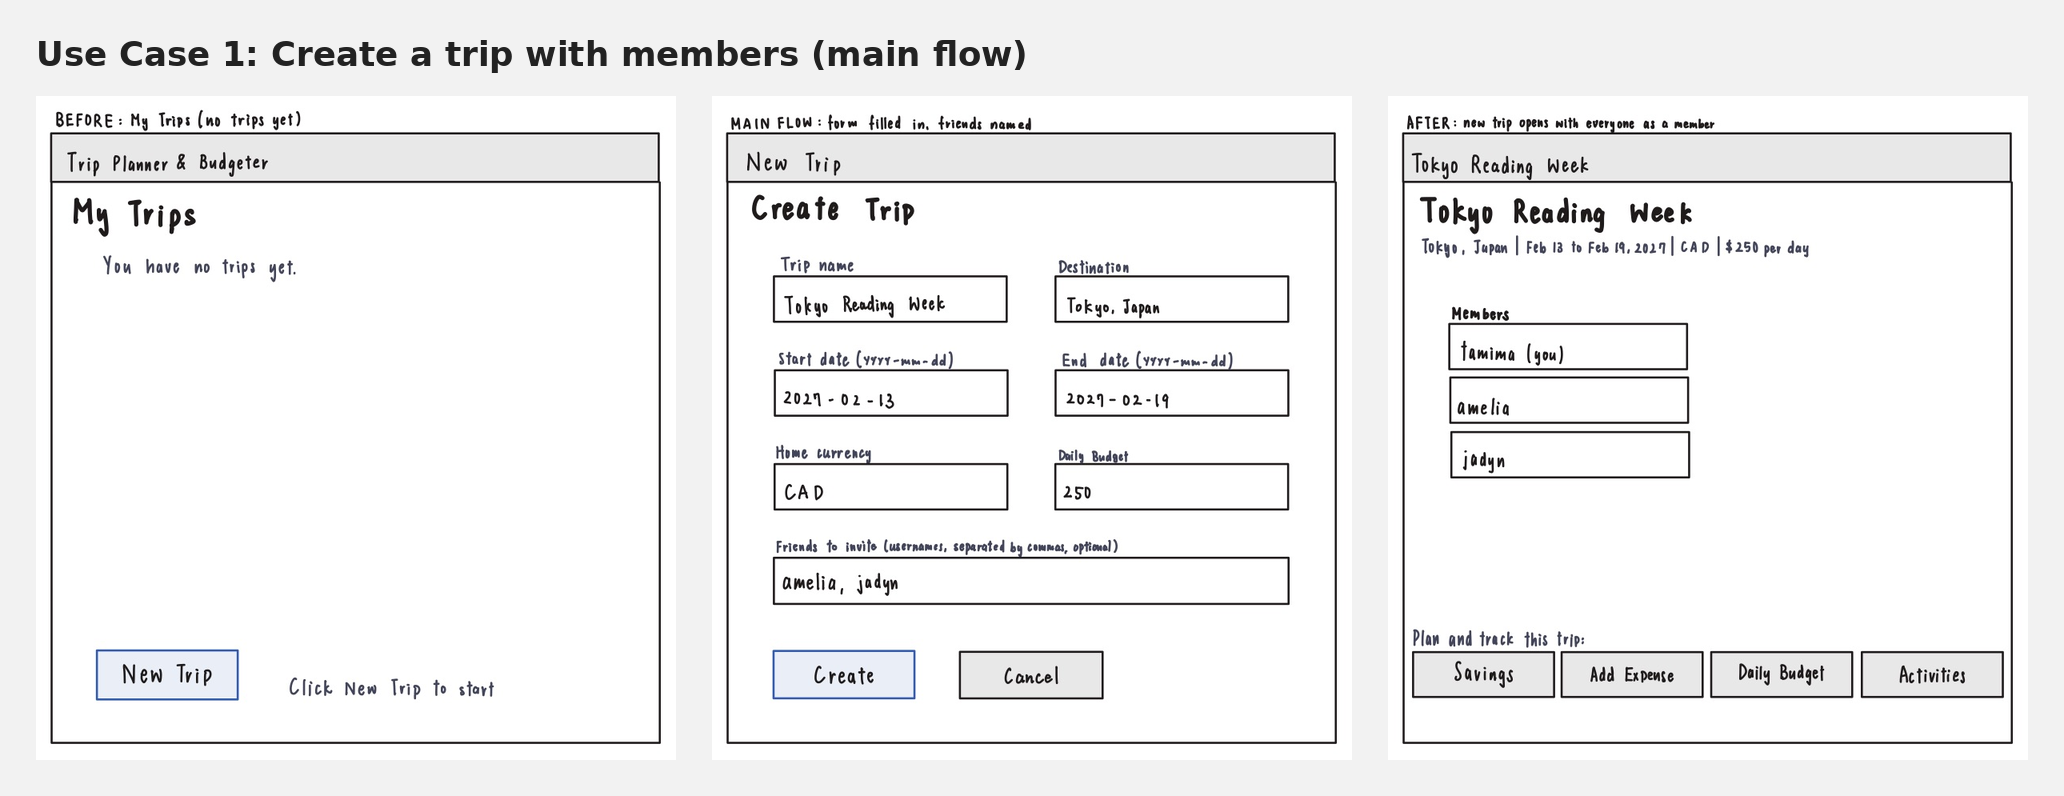 Use Case 1: Create a trip with members (main flow)
BEFORE: My Trips (no trips yet)
Trip Planner & Budgeter
My Trips
You have no trips yet.
New Trip
Click New Trip to start
MAIN FLOW: form filled in, friends named
New Trip
Create Trip
Trip name
Tokyo Reading Week
Destination
Tokyo, Japan
Start date (yyyy-mm-dd)
2027-02-13
End date (yyyy-mm-dd)
2027-02-19
Home currency
CAD
Daily Budget
250
Friends to invite (usernames, separated by commas, optional)
amelia, jadyn
Create
Cancel
AFTER: new trip opens with everyone as a member
Tokyo Reading Week
Tokyo Reading Week
Tokyo, Japan | Feb 13 to Feb 19, 2027 | CAD | $250 per day
Members
tamima (you)
amelia
jadyn
Plan and track this trip:
Savings
Add Expense
Daily Budget
Activities